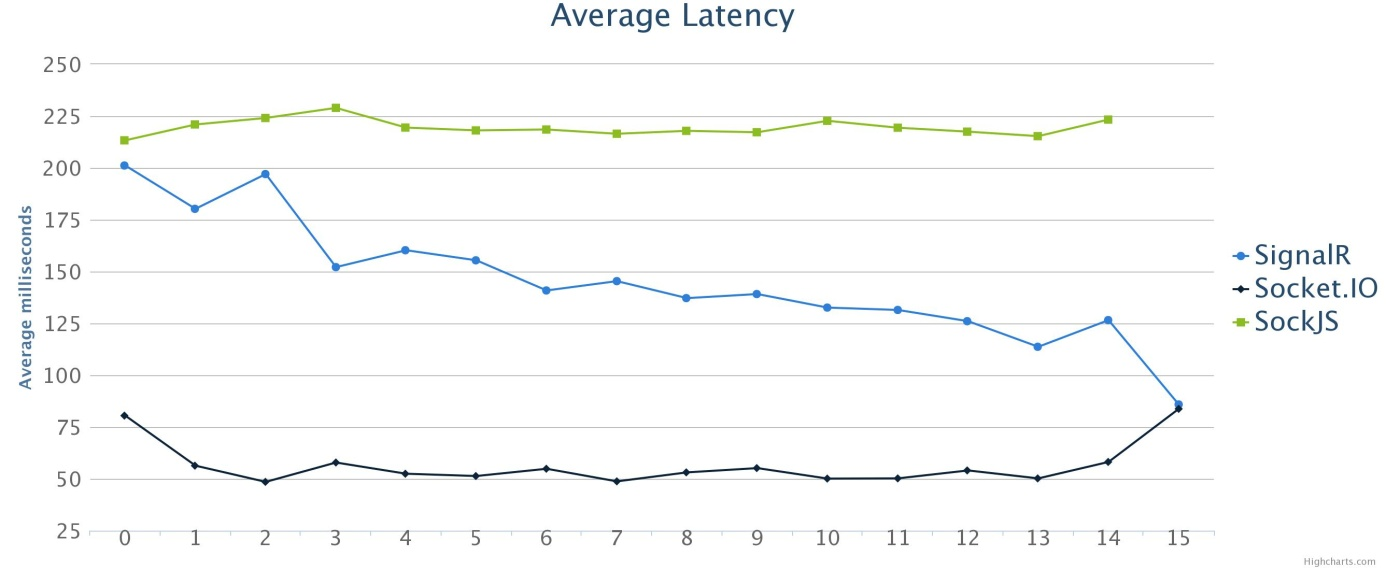 Average Latency
250
225
200
175
150
125
100
75
50
25
Average milliseconds
0 1 2 3 4 5 6 7 8 9 10 11 12 13 14 15
SignalR
Socket.IO
SockJS
Highcharts.com